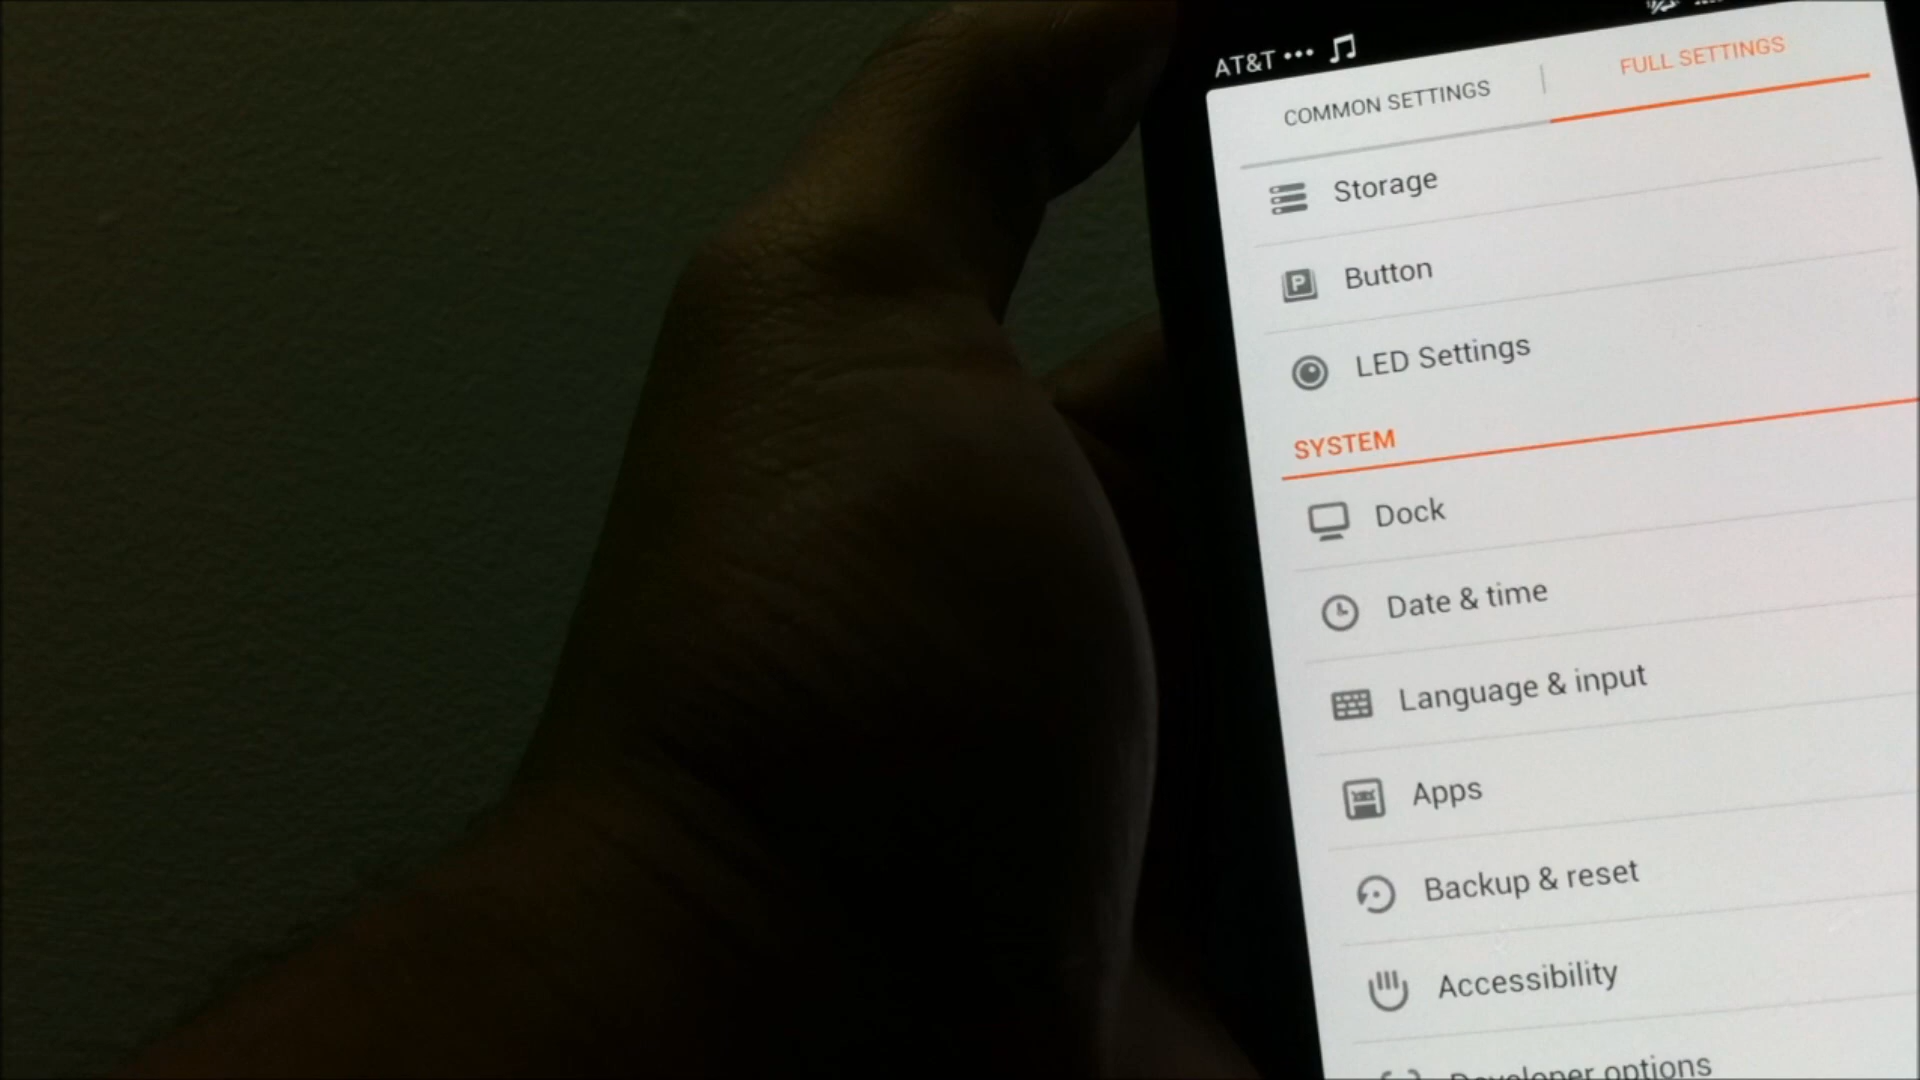 AT&T ...
COMMON SETTINGS
FULL SETTINGS
Storage
Button
LED Settings
SYSTEM
Dock
Date & time
Language & input
Apps
Backup & reset
Accessibility
Developer options